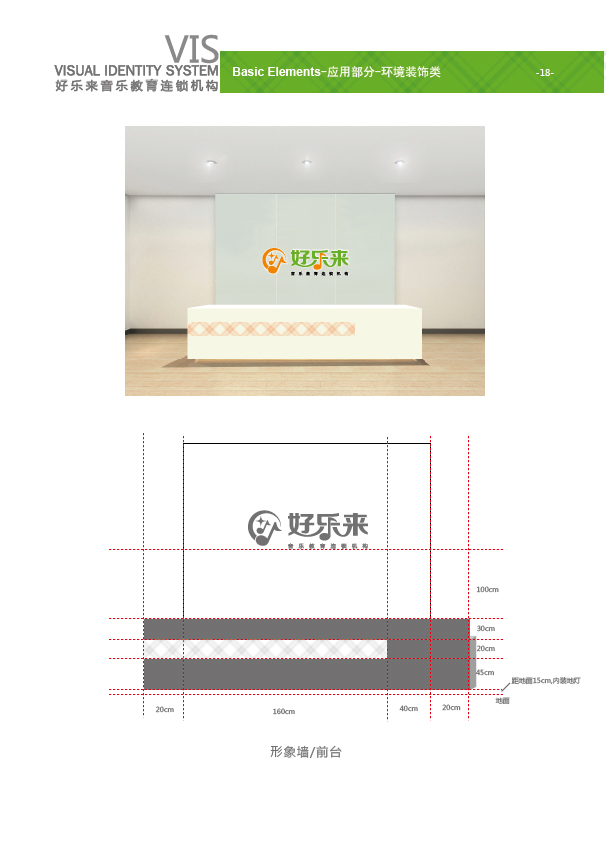 VIS
VISUAL IDENTITY SYSTEM
好乐来音乐教育连锁机构
Basic Elements-应用部分-环境装饰类
-18-
好乐来
音乐教育连锁机构
好乐来
音乐教育连锁机构
100cm
30cm
20cm
45cm
距地面15cm,内装地灯
地面
20cm
160cm
40cm
20cm
形象墙/前台